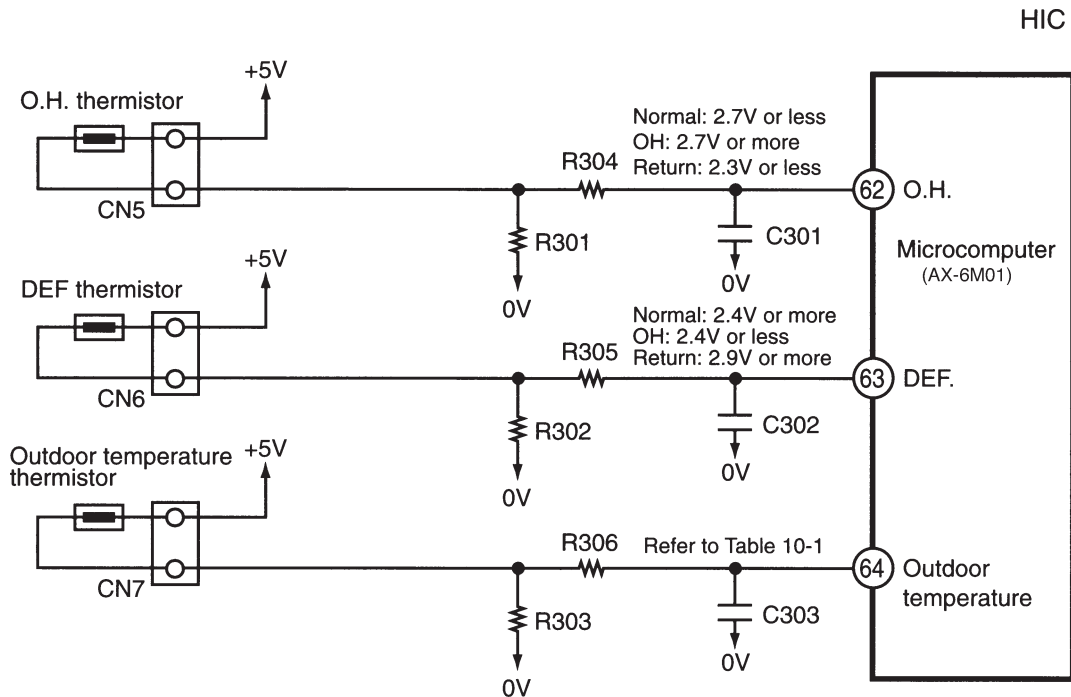 HIC
+5V
O.H. thermistor
CN5
R304
Normal: 2.7V or less
OH: 2.7V or more
Return: 2.3V or less
62
O.H.
R301
C301
0V
0V
Microcomputer
(AX-6M01)
+5V
DEF thermistor
CN6
R305
Normal: 2.4V or more
OH: 2.4V or less
Return: 2.9V or more
63
DEF.
R302
C302
0V
0V
Outdoor temperature
thermistor
+5V
CN7
R306
Refer to Table 10-1
64
Outdoor
temperature
R303
C303
0V
0V